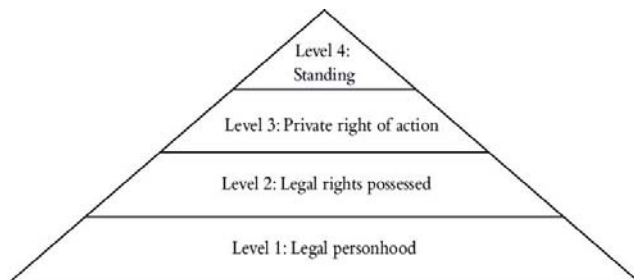 Level 4:
Standing
Level 3: Private right of action
Level 2: Legal rights possessed
Level 1: Legal personhood